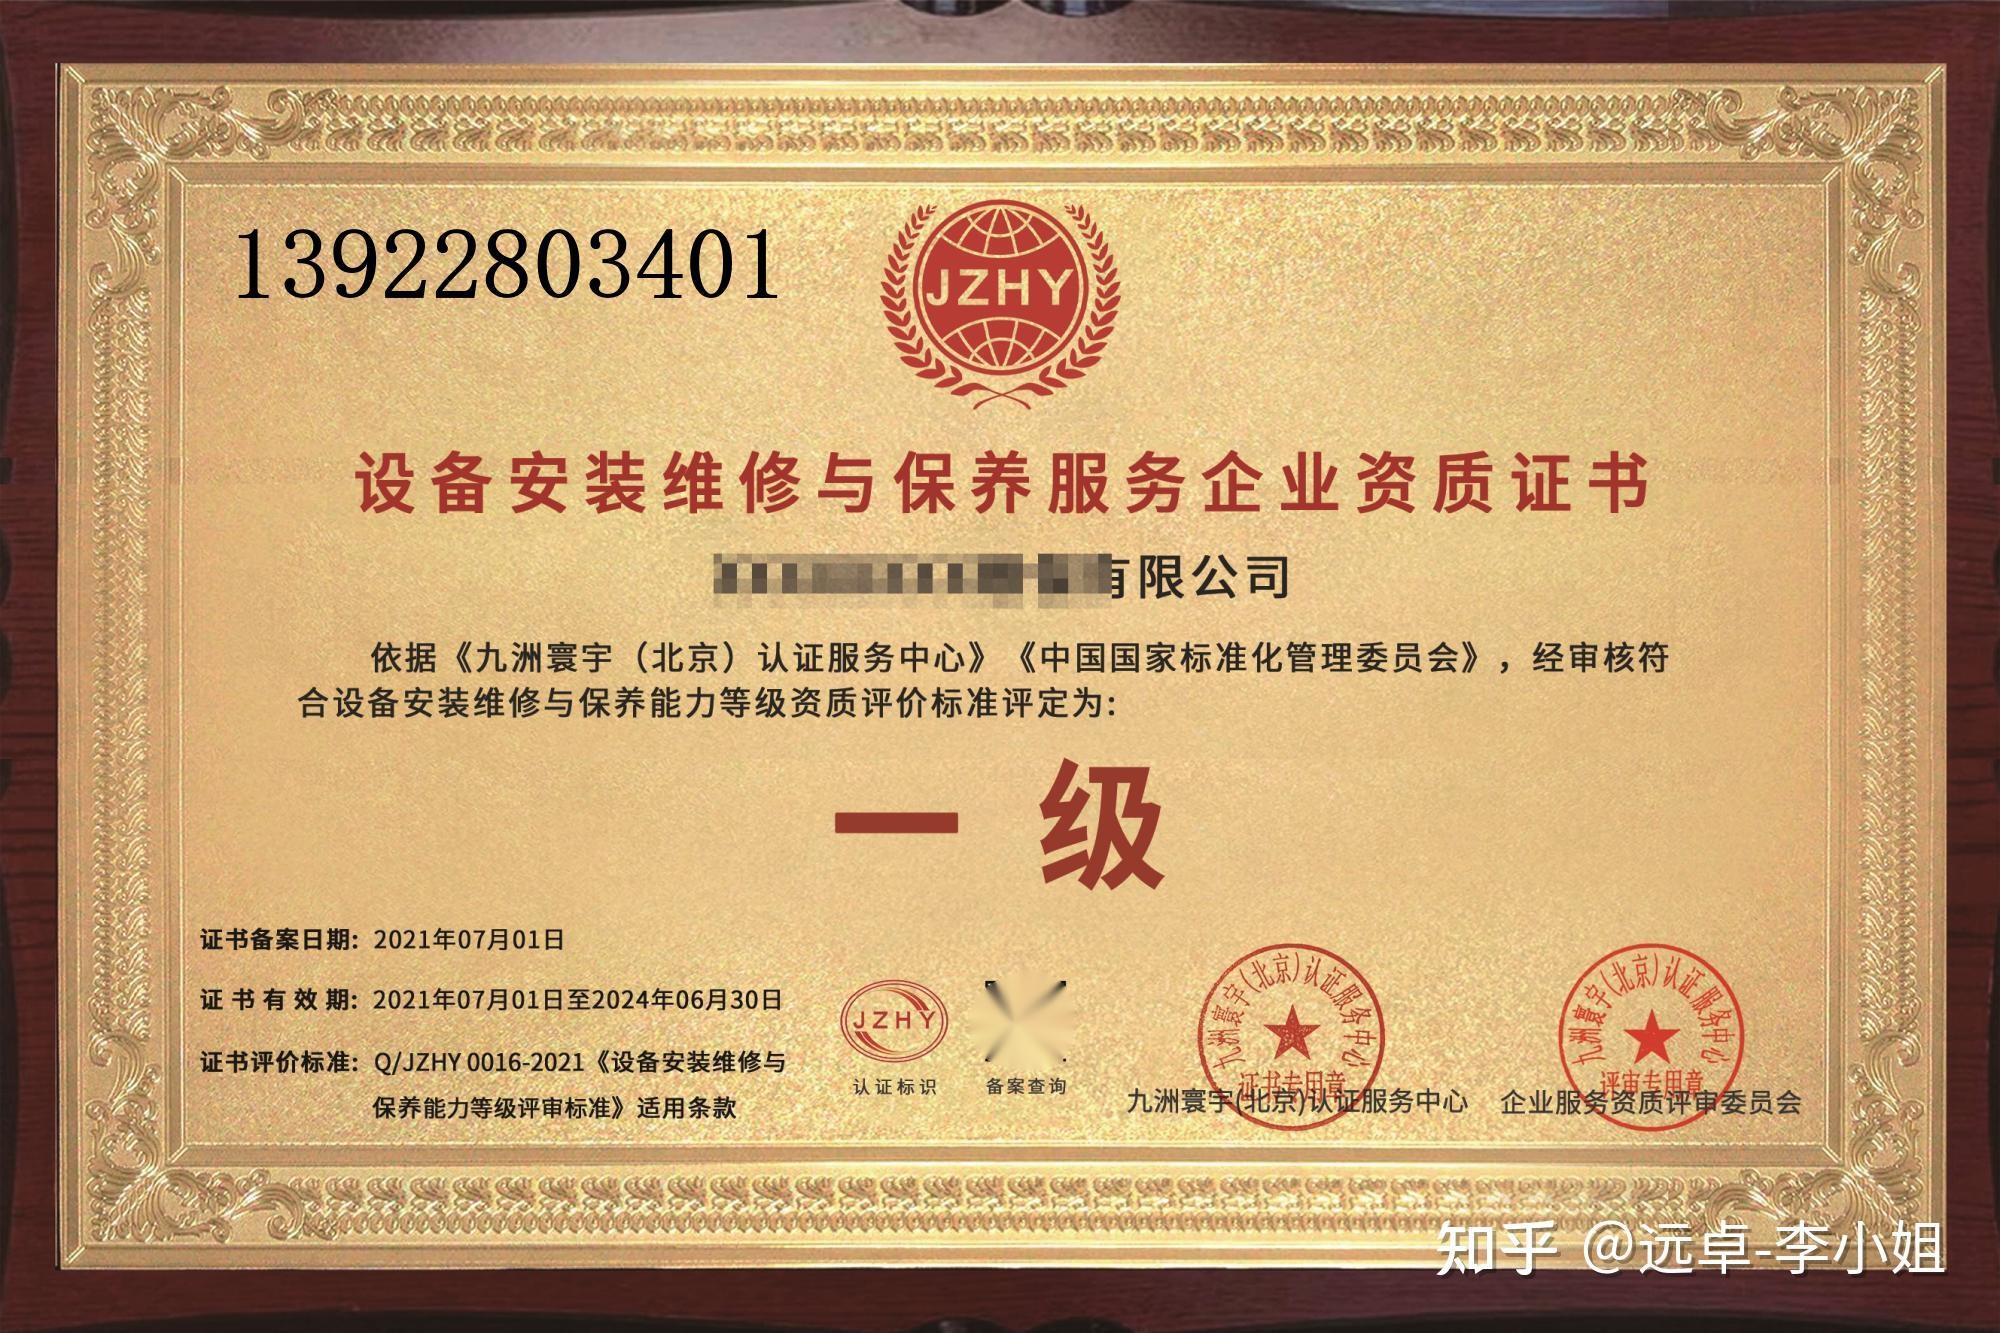 13922803401
JZHY
设备安装维修与保养服务企业资质证书
有限公司
依据《九洲寰宇（北京）认证服务中心》《中国国家标准化管理委员会》，经审核符
合设备安装维修与保养能力等级资质评价标准评定为:
一级
证书备案日期: 2021年07月01日
证书有效期: 2021年07月01日至2024年06月30日
证书评价标准: Q/JZHY 0016-2021《设备安装维修与
保养能力等级评审标准》适用条款
JZHY
认证标识
备案查询
九洲寰宇(北京)认证服务中心
证书专用章
九洲寰宇(北京)认证服务中心
九洲寰宇(北京)认证服务中心
评审专用章
企业服务资质评审委员会
知乎 @远卓-李小姐